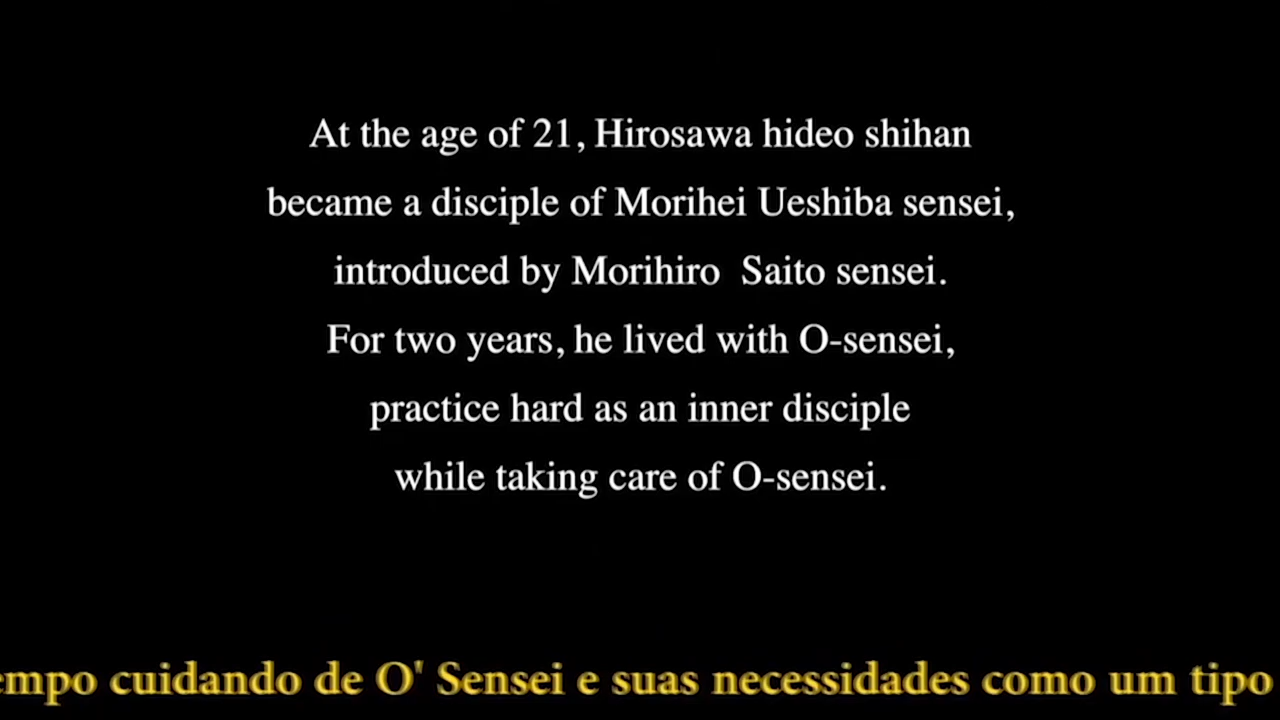 At the age of 21, Hirosawa hideo shihan
became a disciple of Morihei Ueshiba sensei,
introduced by Morihiro Saito sensei.
For two years, he lived with O-sensei,
practice hard as an inner disciple
while taking care of O-sensei.
empo cuidando de O' Sensei e suas necessidades como um tipo